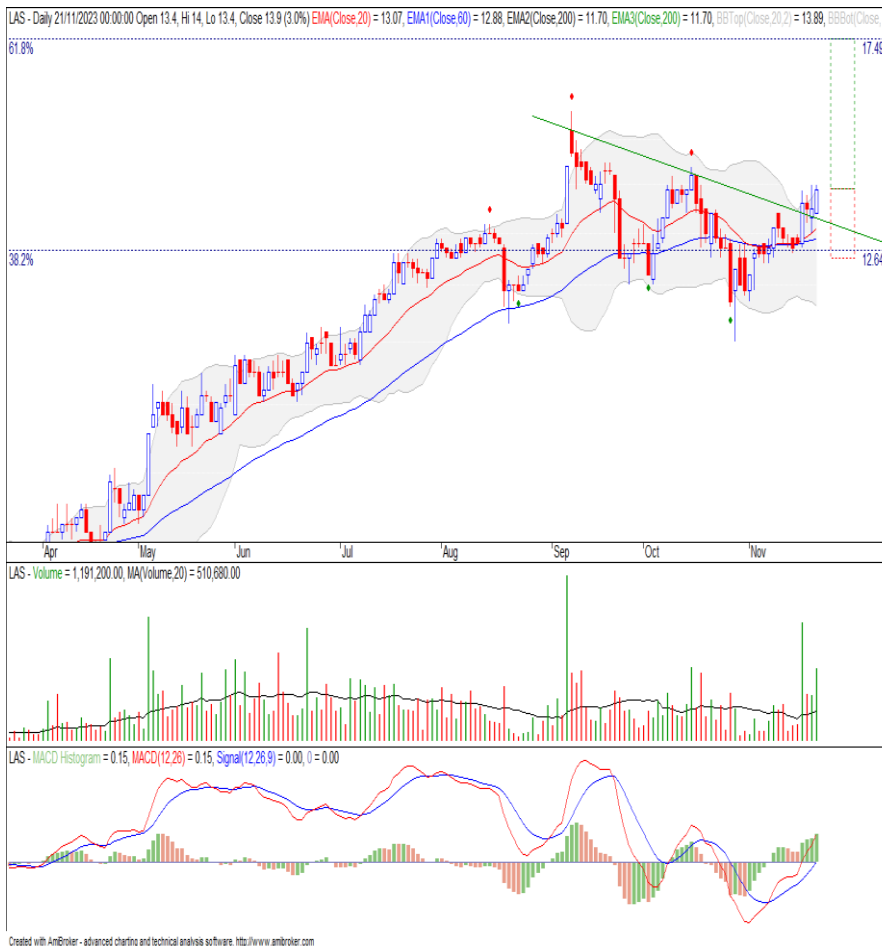 LAS - Daily 21/11/2023 00:00:00 Open 13.4, Hi 14, Lo 13.4, Close 13.9 (3.0%) EMA(Close,20) = 13.07, EMA1(Close,60) = 12.88, EMA2(Close,200) = 11.70, EMA3(Close,200) = 11.70, BBTop(Close,20,2) = 13.89, BBBot(Close,
61.8% 17.49
38.2% 12.64
Apr May Jun Jul Aug Sep Oct Nov
LAS - Volume = 1,191,200.00, MA(Volume,20) = 510,680.00
LAS - MACD Histogram = 0.15, MACD(12,26) = 0.15, Signal(12,26,9) = 0.00, 0 = 0.00
Created with AmiBroker - advanced charting and technical analysis software. http://www.amibroker.com